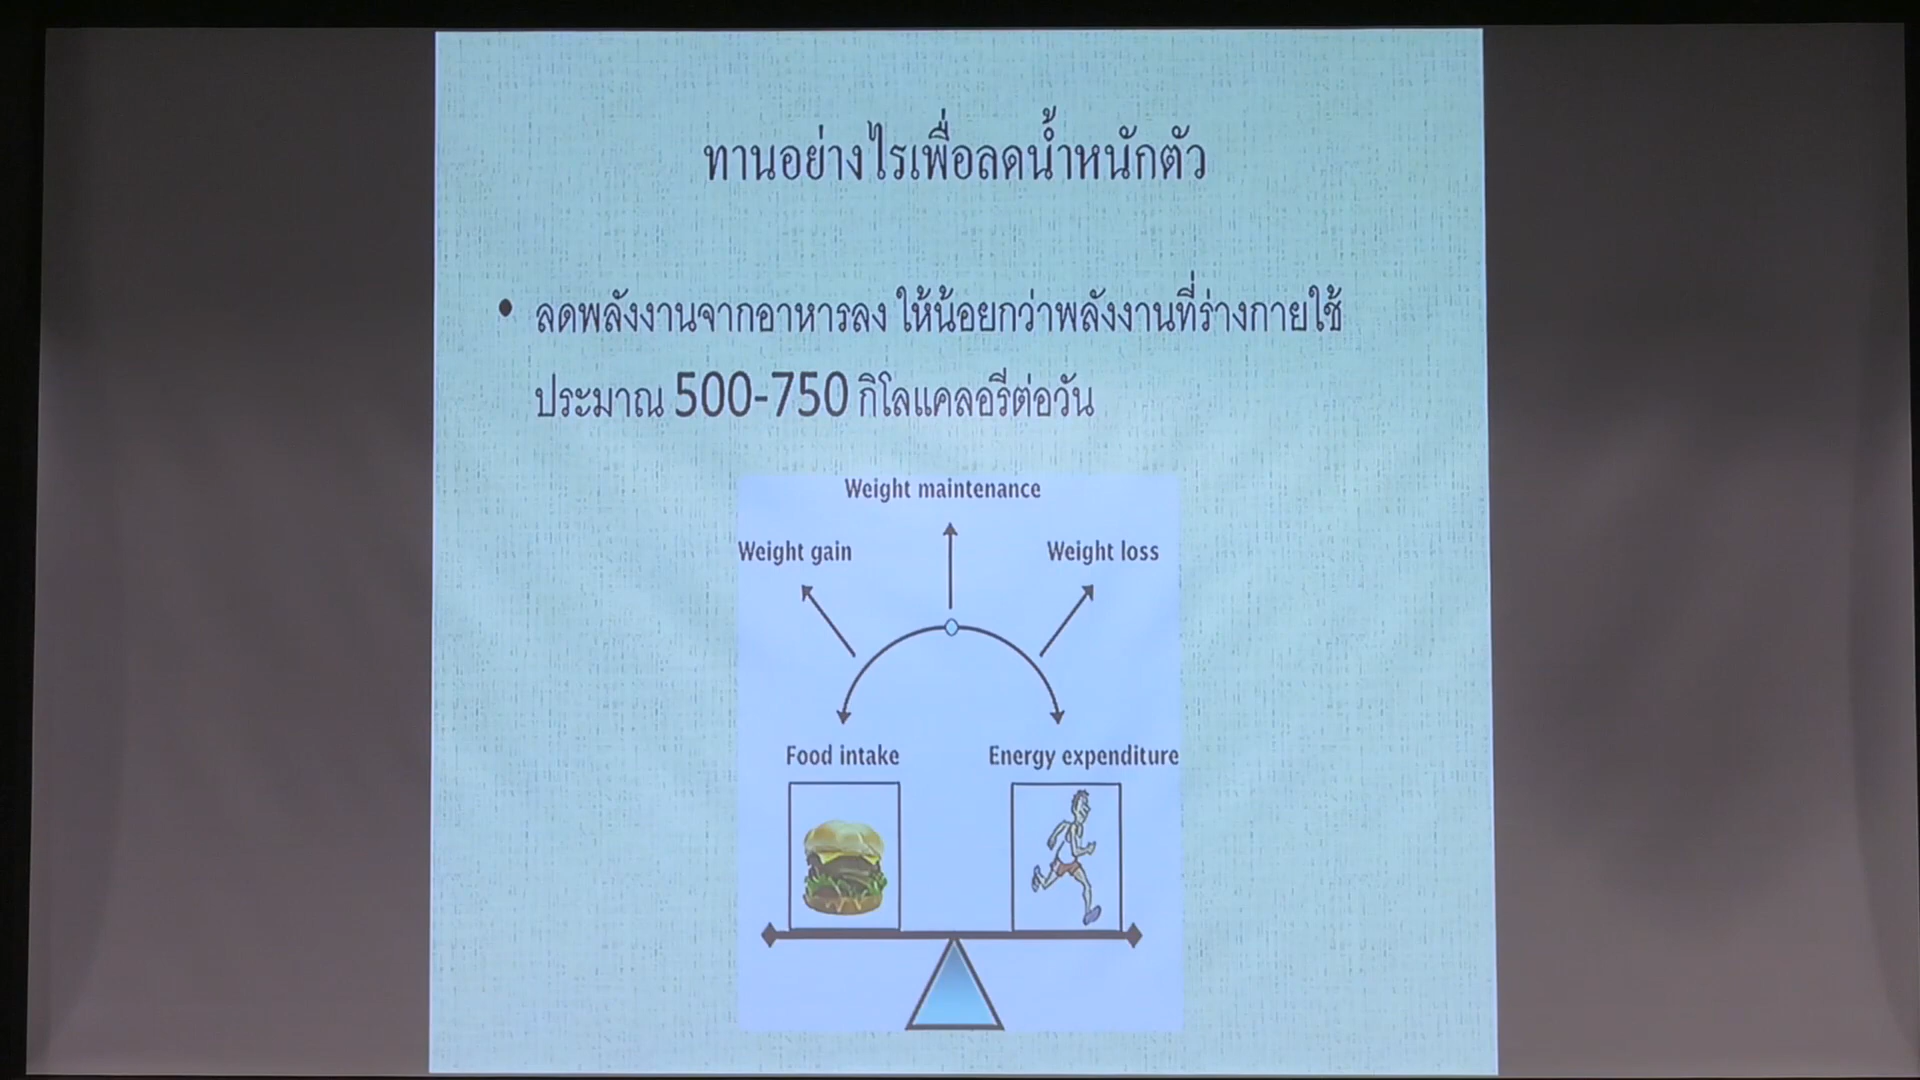 ทานอย่างไรเพื่อลดน้ำหนักตัว
• ลดพลังงานจากอาหารลง ให้น้อยกว่าพลังงานที่ร่างกายใช้
ประมาณ 500-750 กิโลแคลอรีต่อวัน
Weight maintenance
Weight gain
Weight loss
Food intake
Energy expenditure